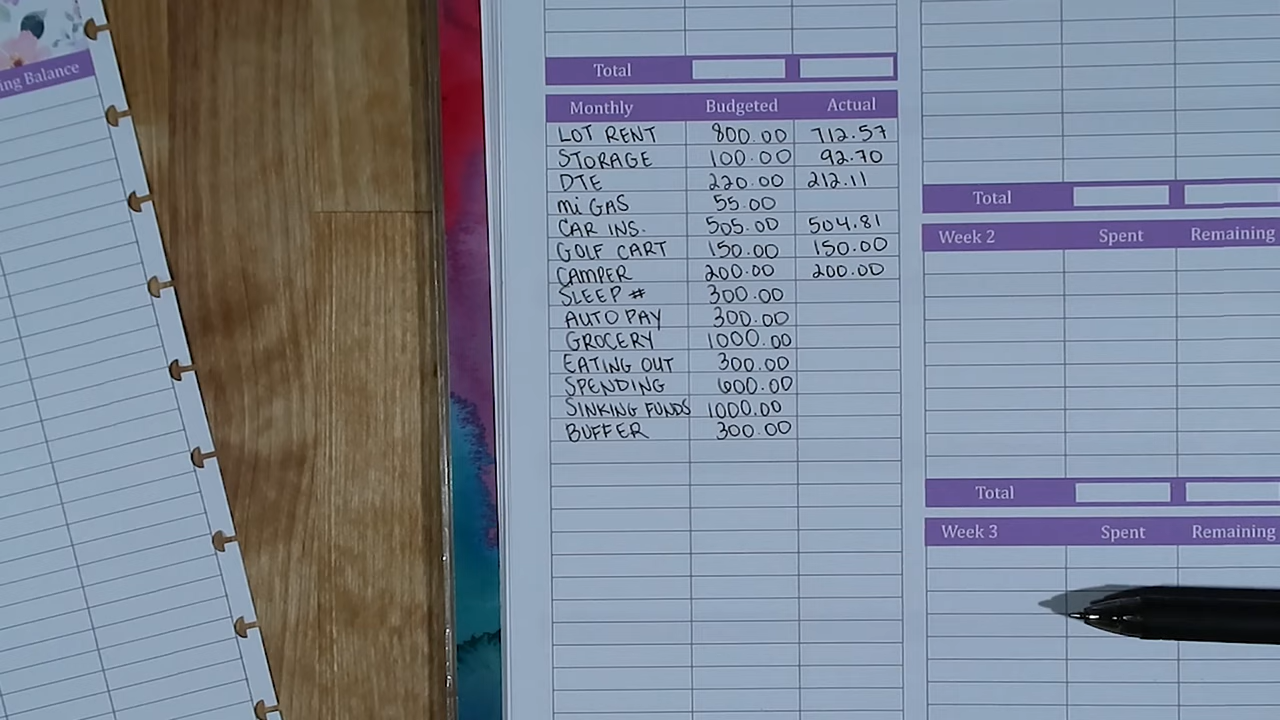 ing Balance
Total
Monthly Budgeted Actual
LOT RENT 800.00 712.57
STORAGE 100.00 92.70
DTE 220.00 212.11
mi GAS 55.00
CAR INS. 505.00 504.81
GOLF CART 150.00 150.00
CAMPER 200.00 200.00
SLEEP # 300.00
AUTO PAY 300.00
GROCERY 1000.00
EATING OUT 300.00
SPENDING 600.00
SINKING FUNDS 1000.00
BUFFER 300.00
Total
Week 2 Spent Remaining
Total
Week 3 Spent Remaining